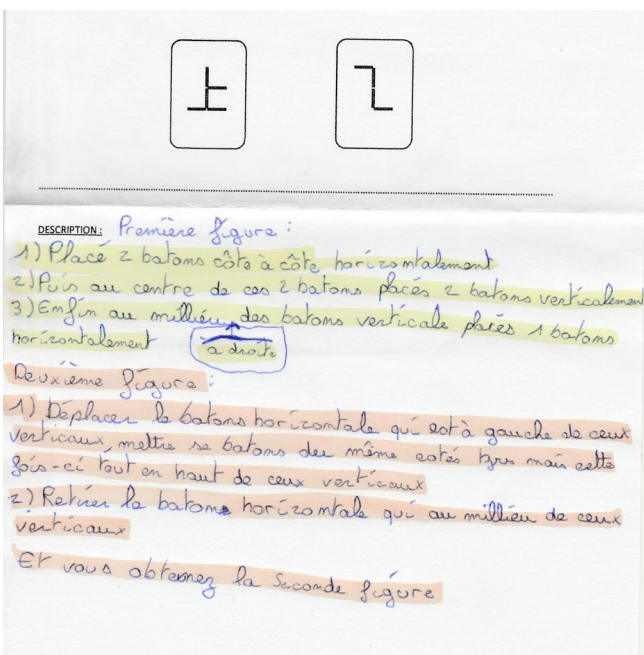 DESCRIPTION: Première figure :
1) Placé 2 batons côte à côte horizontalement
2) Puis au centre de ces 2 batons placés 2 batons verticalement
3) Enfin au millieu des batons verticale placés 1 batons
horizontalement à droite
Deuxième figure :
1) Déplacer le batons horizontale qui est à gauche de ceux
verticaux, mettre se batons du même cotés mais cette
fois-ci tout en haut de ceux verticaux
2) Retirer le batons horizontale qui au millieu de ceux
verticaux
Et vous obtennez la seconde figure